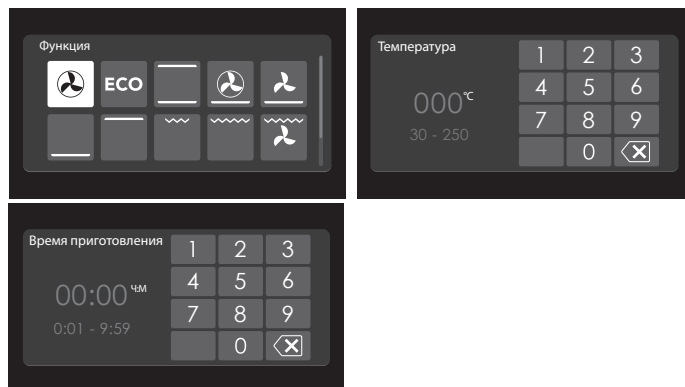 Функция
ECO
Температура
000°C
30 - 250
1 2 3
4 5 6
7 8 9
0
Время приготовления
00:00 ч:м
0:01 - 9:59
1 2 3
4 5 6
7 8 9
0